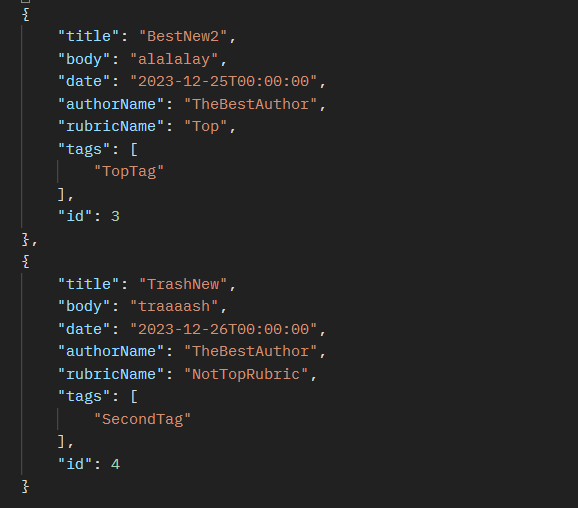 {
"title": "BestNew2",
"body": "alalalay",
"date": "2023-12-25T00:00:00",
"authorName": "TheBestAuthor",
"rubricName": "Top",
"tags": [
"TopTag"
],
"id": 3
},
{
"title": "TrashNew",
"body": "traaaash",
"date": "2023-12-26T00:00:00",
"authorName": "TheBestAuthor",
"rubricName": "NotTopRubric",
"tags": [
"SecondTag"
],
"id": 4
}